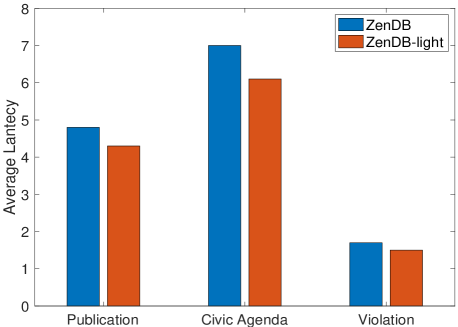 8
7
6
5
4
3
2
1
0
Average Lantecy
ZenDB
ZenDB-light
Publication
Civic Agenda
Violation